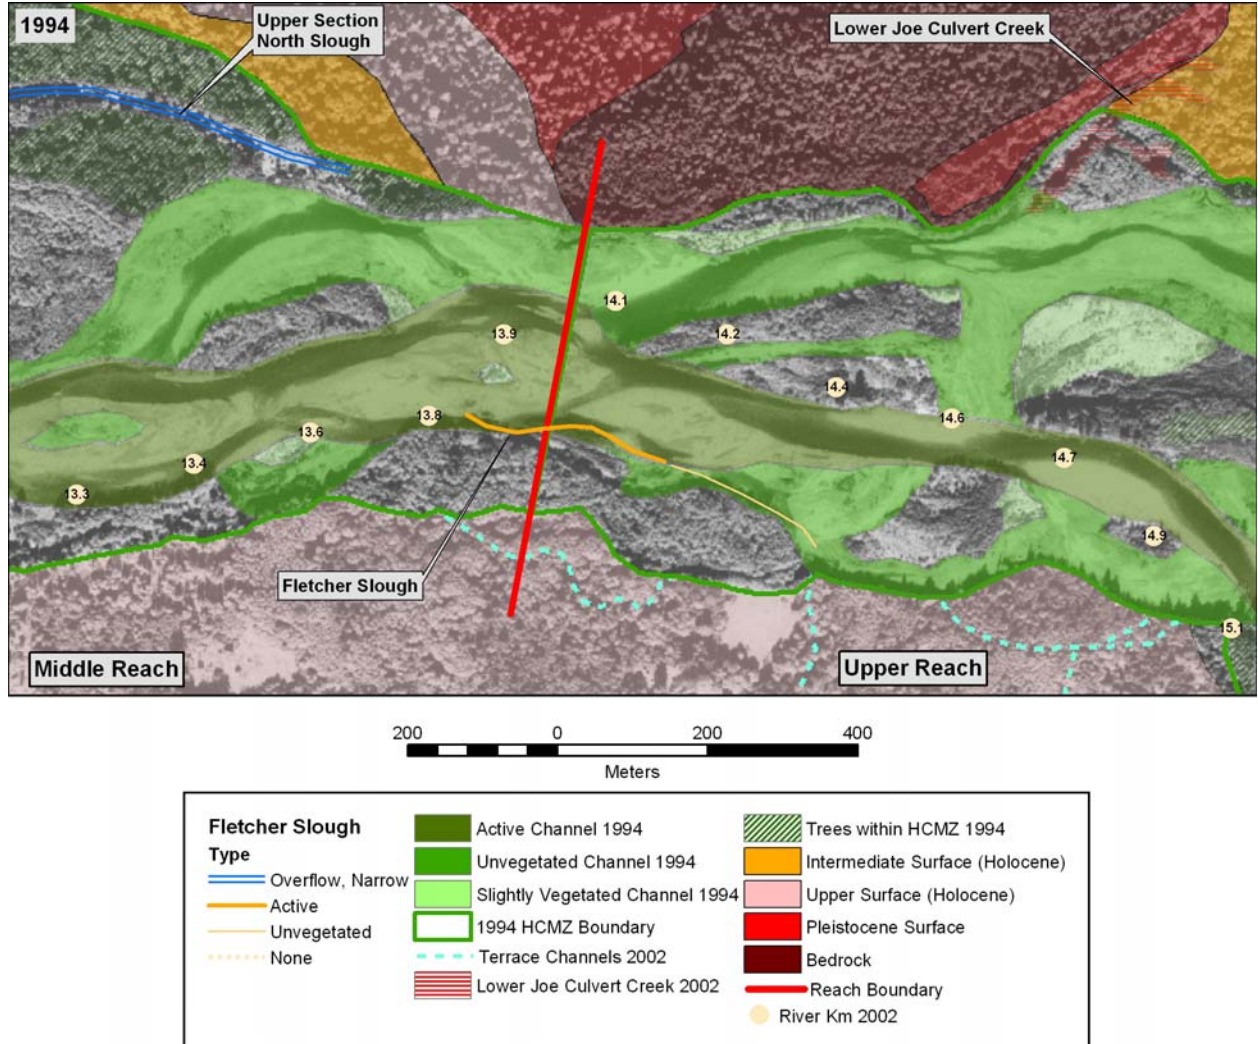 1994
Upper Section
North Slough
Lower Joe Culvert Creek
14.1
13.9
14.2
14.4
13.8
14.6
13.6
14.7
13.4
13.3
14.9
Fletcher Slough
15.1
Middle Reach
Upper Reach
200 0 200 400
Meters
Fletcher Slough
Type
Overflow, Narrow
Active
Unvegetated
None
Active Channel 1994
Unvegetated Channel 1994
Slightly Vegetated Channel 1994
1994 HCMZ Boundary
Terrace Channels 2002
Lower Joe Culvert Creek 2002
Trees within HCMZ 1994
Intermediate Surface (Holocene)
Upper Surface (Holocene)
Pleistocene Surface
Bedrock
Reach Boundary
River Km 2002